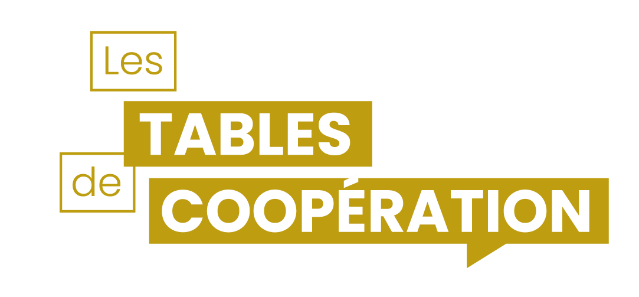 Les
TABLES
de
COOPÉRATION